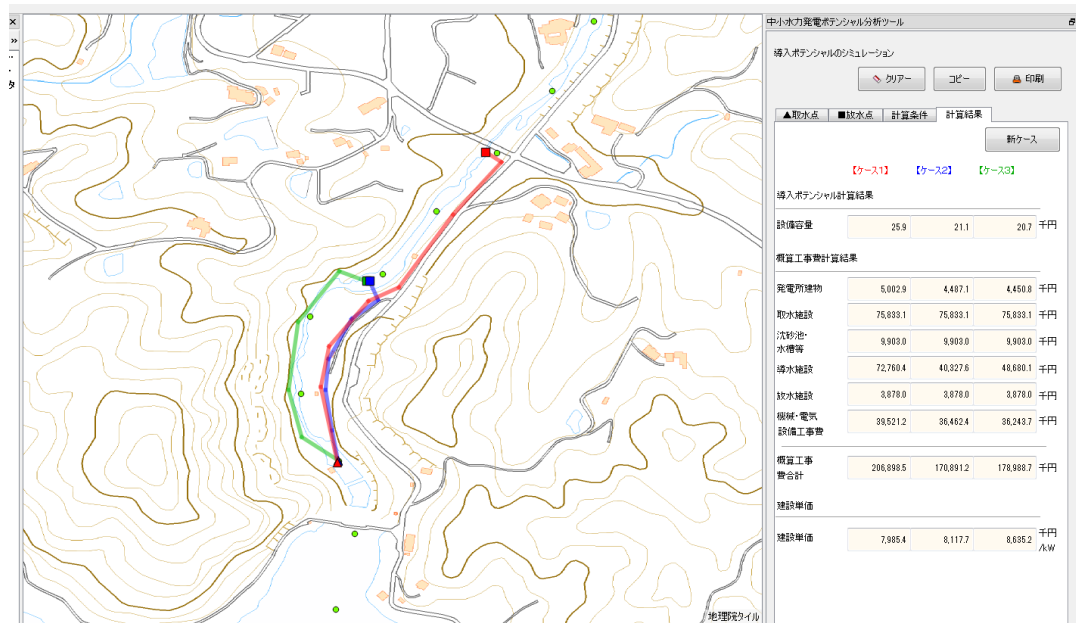 中小水力発電ポテンシャル分析ツール
導入ポテンシャルのシミュレーション
クリアー コピー 印刷
▲取水点 ■放水点 計算条件 計算結果
新ケース
【ケース1】 【ケース2】 【ケース3】
導入ポテンシャル計算結果
設備容量 25.9 21.1 20.7 千円
概算工事費計算結果
発電所建物 5,002.9 4,487.1 4,450.8 千円
取水施設 75,833.1 75,833.1 75,833.1 千円
沈砂池・
水槽等 9,903.0 9,903.0 9,903.0 千円
導水施設 72,760.4 40,327.6 48,680.1 千円
放水施設 3,878.0 3,878.0 3,878.0 千円
機械・電気
設備工事費 39,521.2 36,462.4 36,243.7 千円
概算工事
費合計 206,898.5 170,891.2 178,988.7 千円
建設単価
建設単価 7,985.4 8,117.7 8,635.2 千円
/kW
地理院タイル